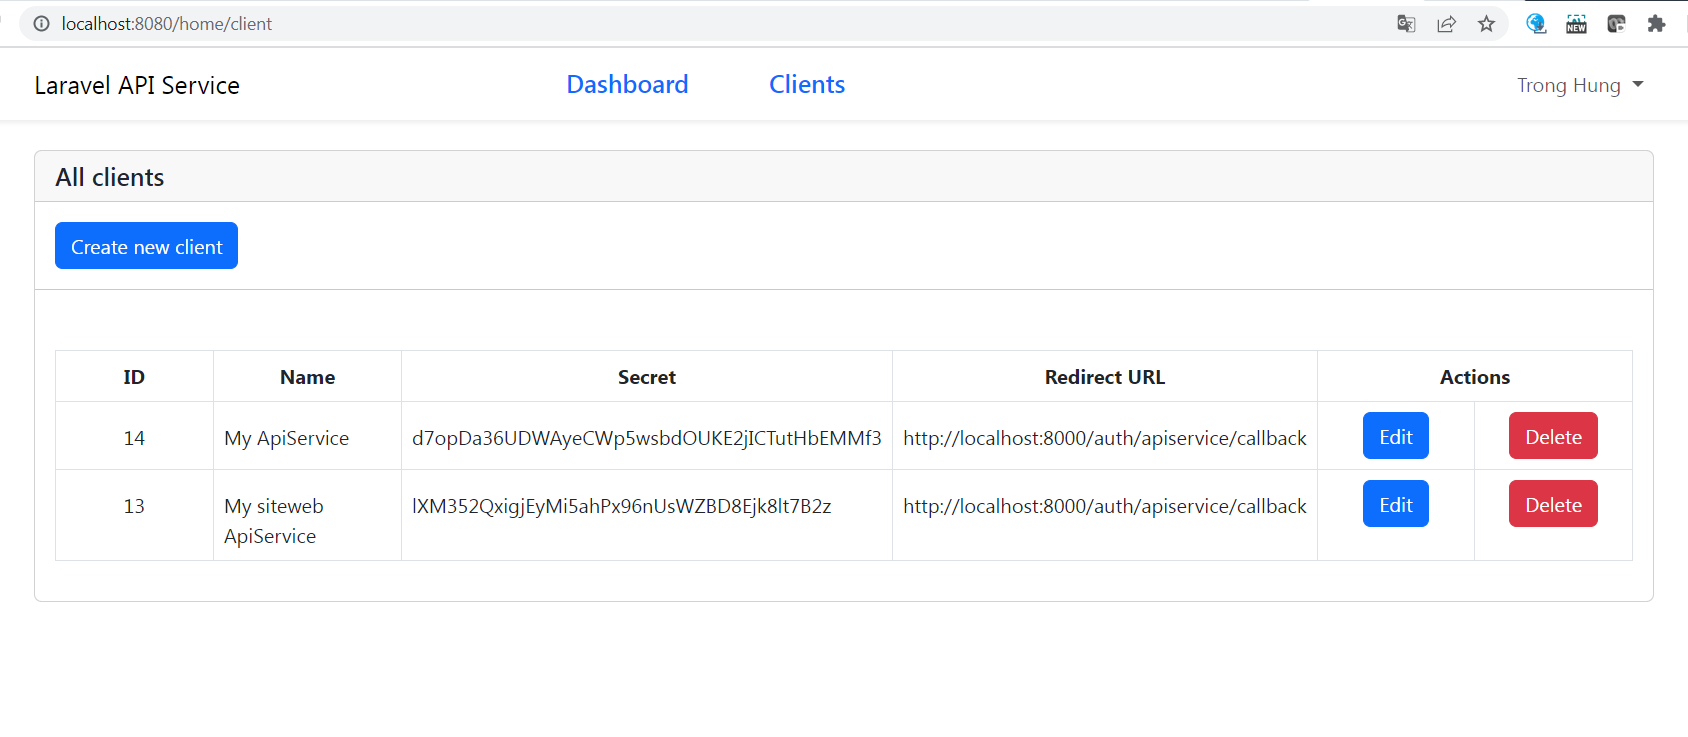 localhost:8080/home/client
NEW
Laravel API Service Dashboard Clients Trong Hung
All clients
Create new client
ID Name Secret Redirect URL Actions
14 My ApiService d7opDa36UDWAyeCWp5wsbdOUKE2jICTutHbEMMf3 http://localhost:8000/auth/apiservice/callback Edit Delete
13 My siteweb lXM352QxigjEyMi5ahPx96nUsWZBD8Ejk8lt7B2z http://localhost:8000/auth/apiservice/callback Edit Delete
ApiService